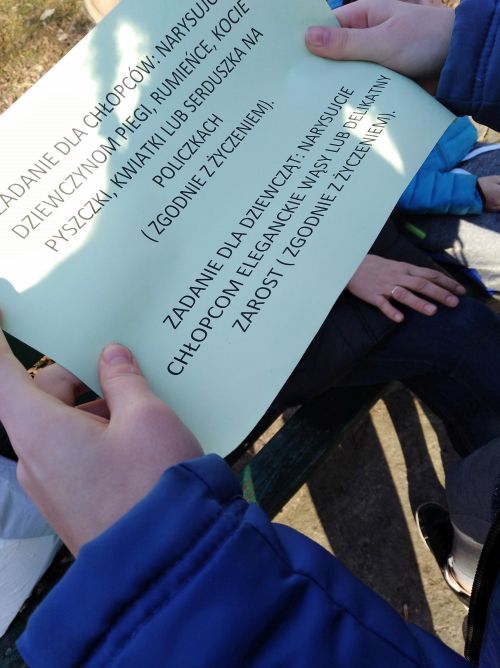 ZADANIE DLA CHŁOPCÓW: NARYSUJCIE
DZIEWCZYNOM PIEGI, RUMIEŃCE, KOCIE
PYSZCZKI, KWIATKI LUB SERDUSZKA NA
POLICZKACH
(ZGODNIE Z ŻYCZENIEM).
ZADANIE DLA DZIEWCZĄT: NARYSUJCIE
CHŁOPCOM ELEGANCKIE WĄSY LUB DELIKATNY
ZAROST ( ZGODNIE Z ŻYCZENIEM).